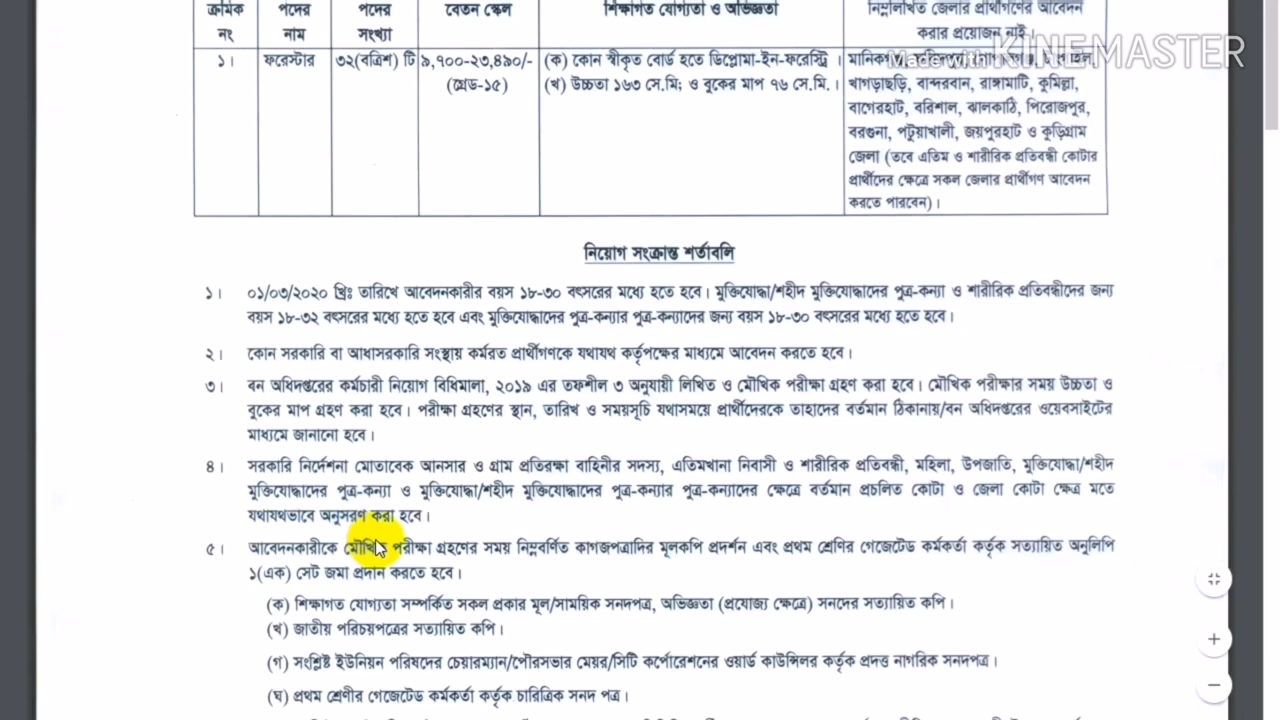 ক্রমিক পদের পদের বেতন স্কেল শিক্ষাগত যোগ্যতা ও অভিজ্ঞতা নিম্নলিখিত জেলার প্রার্থীগণের আবেদন
নং নাম সংখ্যা করার প্রয়োজন নাই।
Made with KINEMASTER
১। ফরেস্টার ৩২(বত্রিশ) টি ৯,৭০০-২৩,৪৯০/- (ক) কোন স্বীকৃত বোর্ড হতে ডিপ্লোমা-ইন-ফরেস্ট্রি।
(গ্রেড-১৫) (খ) উচ্চতা ১৬৩ সে.মি; ও বুকের মাপ ৭৬ সে.মি.। খাগড়াছড়ি, বান্দরবান, রাঙ্গামাটি, কুমিল্লা,
বাগেরহাট, বরিশাল, ঝালকাঠি, পিরোজপুর,
বরগুনা, পটুয়াখালী, জয়পুরহাট ও কুড়িগ্রাম
জেলা (তবে এতিম ও শারীরিক প্রতিবন্ধী কোটার
প্রার্থীদের ক্ষেত্রে সকল জেলার প্রার্থীগণ আবেদন
করতে পারবেন)।
নিয়োগ সংক্রান্ত শর্তাবলি
১। ০১/০৩/২০২০ খ্রিঃ তারিখে আবেদনকারীর বয়স ১৮-৩০ বৎসরের মধ্যে হতে হবে। মুক্তিযোদ্ধা/শহীদ মুক্তিযোদ্ধাদের পুত্র-কন্যা ও শারীরিক প্রতিবন্ধীদের জন্য
বয়স ১৮-৩২ বৎসরের মধ্যে হতে হবে এবং মুক্তিযোদ্ধাদের পুত্র-কন্যার পুত্র-কন্যাদের জন্য বয়স ১৮-৩০ বৎসরের মধ্যে হতে হবে।
২। কোন সরকারি বা আধাসরকারি সংস্থায় কর্মরত প্রার্থীগণকে যথাযথ কর্তৃপক্ষের মাধ্যমে আবেদন করতে হবে।
৩। বন অধিদপ্তরের কর্মচারী নিয়োগ বিধিমালা, ২০১৯ এর তফশীল ৩ অনুযায়ী লিখিত ও মৌখিক পরীক্ষা গ্রহণ করা হবে। মৌখিক পরীক্ষার সময় উচ্চতা ও
বুকের মাপ গ্রহণ করা হবে। পরীক্ষা গ্রহণের স্থান, তারিখ ও সময়সূচি যথাসময়ে প্রার্থীদেরকে তাহাদের বর্তমান ঠিকানায়/বন অধিদপ্তরের ওয়েবসাইটের
মাধ্যমে জানানো হবে।
৪। সরকারি নির্দেশনা মোতাবেক আনসার ও গ্রাম প্রতিরক্ষা বাহিনীর সদস্য, এতিমখানা নিবাসী ও শারীরিক প্রতিবন্ধী, মহিলা, উপজাতি, মুক্তিযোদ্ধা/শহীদ
মুক্তিযোদ্ধাদের পুত্র-কন্যা ও মুক্তিযোদ্ধা/শহীদ মুক্তিযোদ্ধাদের পুত্র-কন্যার পুত্র-কন্যাদের ক্ষেত্রে বর্তমান প্রচলিত কোটা ও জেলা কোটা ক্ষেত্র মতে
যথাযথভাবে অনুসরণ করা হবে।
৫। আবেদনকারীকে মৌখিক পরীক্ষা গ্রহণের সময় নিম্নবর্ণিত কাগজপত্রাদির মূলকপি প্রদর্শন এবং প্রথম শ্রেণির গেজেটেড কর্মকর্তা কর্তৃক সত্যায়িত অনুলিপি
১(এক) সেট জমা প্রদান করতে হবে।
(ক) শিক্ষাগত যোগ্যতা সম্পর্কিত সকল প্রকার মূল/সাময়িক সনদপত্র, অভিজ্ঞতা (প্রযোজ্য ক্ষেত্রে) সনদের সত্যায়িত কপি।
(খ) জাতীয় পরিচয়পত্রের সত্যায়িত কপি।
(গ) সংশ্লিষ্ট ইউনিয়ন পরিষদের চেয়ারম্যান/পৌরসভার মেয়র/সিটি কর্পোরেশনের ওয়ার্ড কাউন্সিলর কর্তৃক প্রদত্ত নাগরিক সনদপত্র।
(ঘ) প্রথম শ্রেণীর গেজেটেড কর্মকর্তা কর্তৃক চারিত্রিক সনদ পত্র।